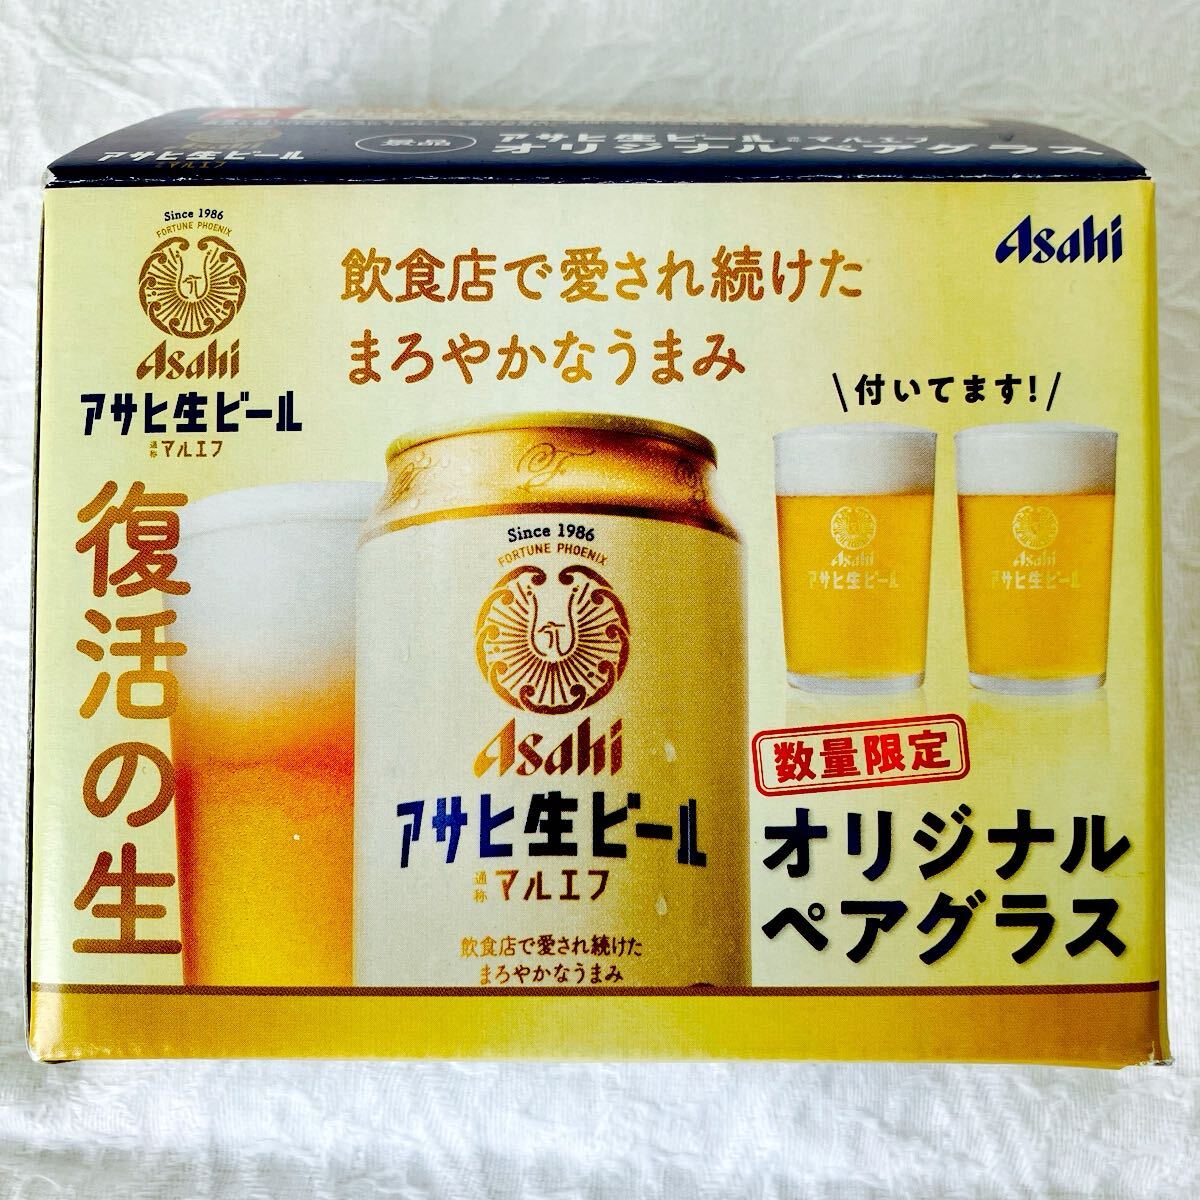 景品
アサヒ生ビール 通称 マルエフ
オリジナルペアグラス
アサヒ生ビール
マルエフ
Since 1986
FORTUNE PHOENIX
Asahi
アサヒ生ビール
通称 マルエフ
復活の生
飲食店で愛され続けた
まろやかなうまみ
Asahi
\付いてます!/
Since 1986
FORTUNE PHOENIX
Asahi
アサヒ生ビール
通称 マルエフ
飲食店で愛され続けた
まろやかなうまみ
Asahi
アサヒ生ビール
Asahi
アサヒ生ビール
数量限定
オリジナル
ペアグラス